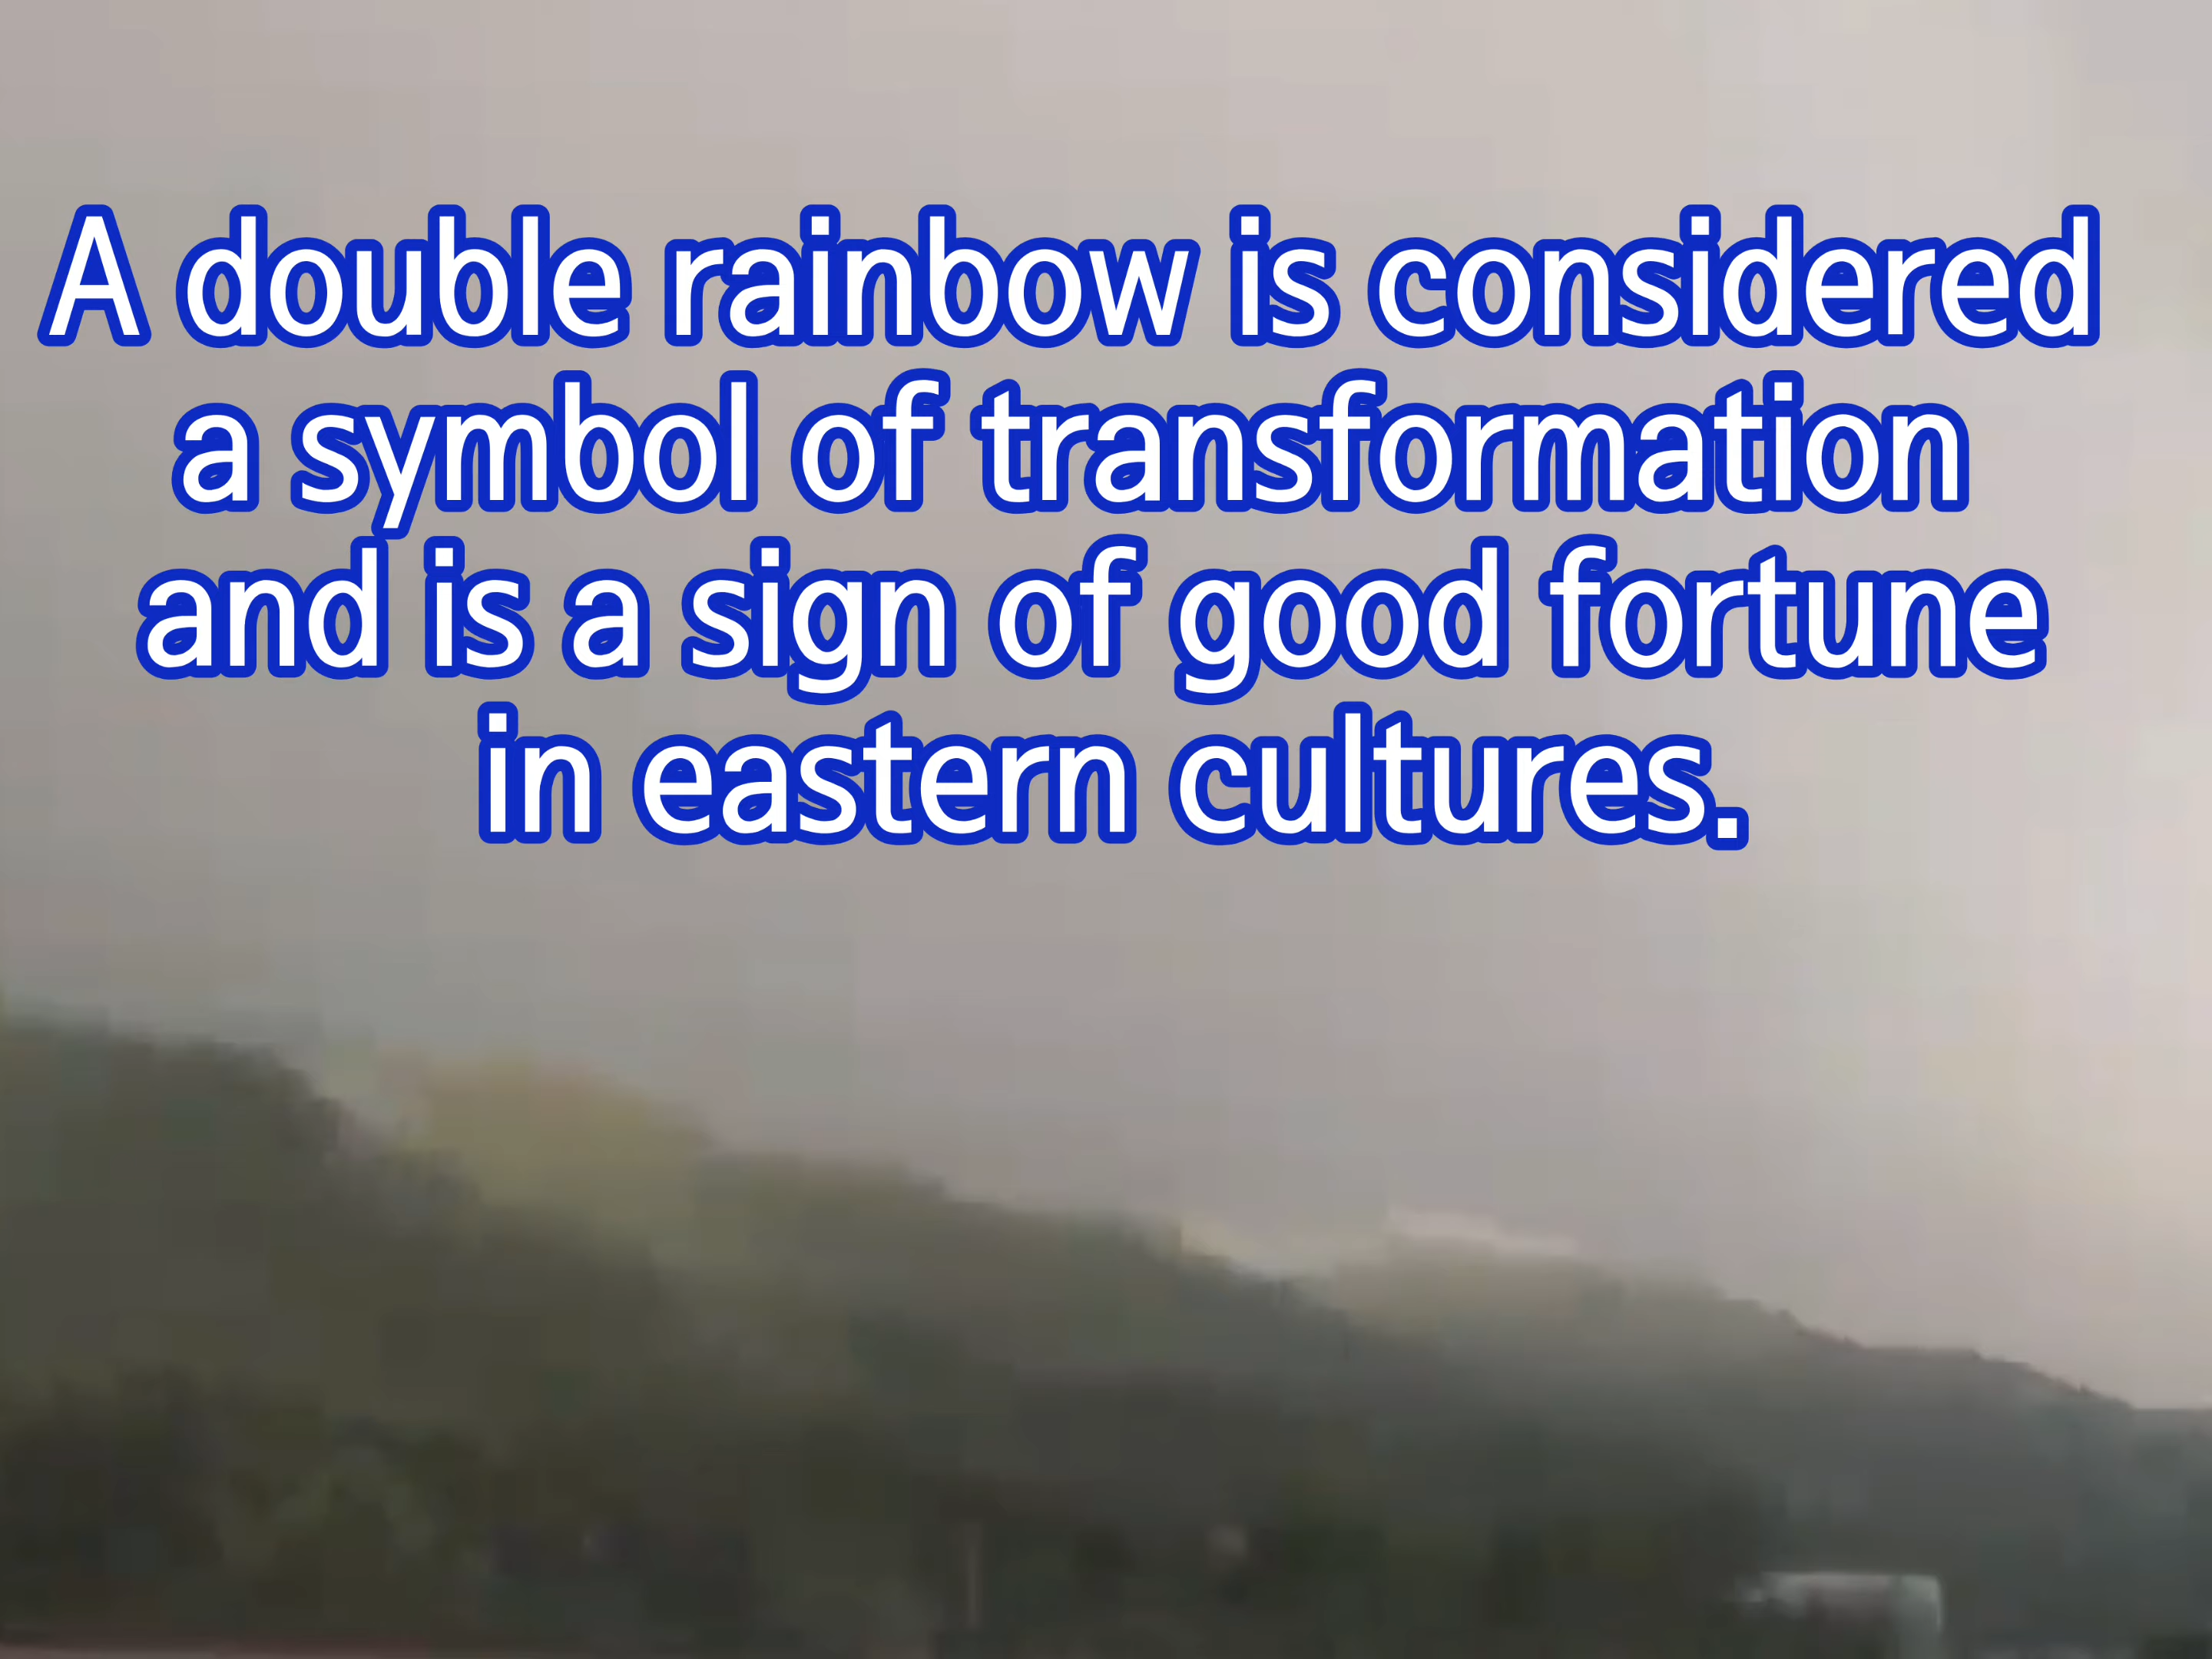 A double rainbow is considered
a symbol of transformation
and is a sign of good fortune
in eastern cultures.